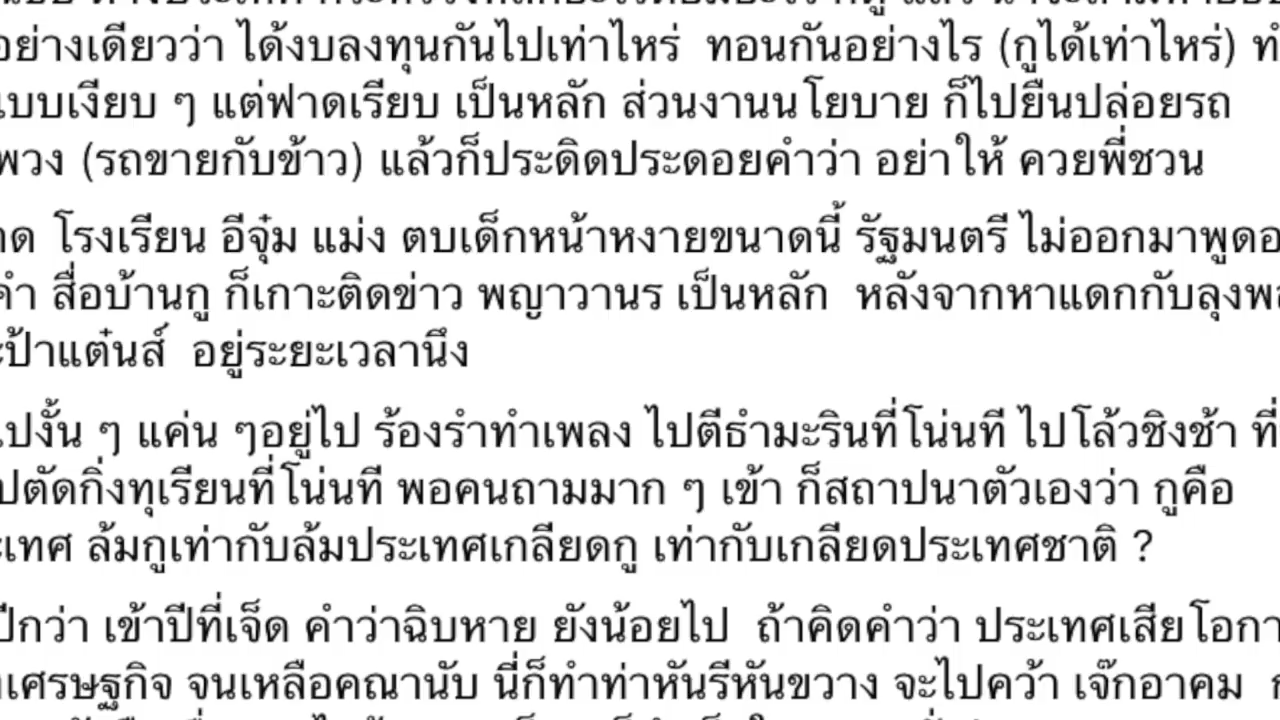 อย่างเดียวว่า ได้งบลงทุนกันไปเท่าไหร่ ทอนกันอย่างไร (กูได้เท่าไหร่)
แบบเงียบ ๆ แต่ฟาดเรียบ เป็นหลัก ส่วนงานนโยบาย ก็ไปยืนปล่อยรถ
พวง (รถขายกับข้าว) แล้วก็ประดิดประดอยคำว่า อย่าให้ ควยพี่ชวน
โรงเรียน อีจุ๋ม แม่ง ตบเด็กหน้าหงายขนาดนี้ รัฐมนตรี ไม่ออกมาพูด
คำ สื่อบ้านกู ก็เกาะติดข่าว พญาวานร เป็นหลัก หลังจากหาแดกกับลุงพล
ป้าแต๋นส์ อยู่ระยะเวลานึง
ไปงั้น ๆ แค่น ๆอยู่ไป ร้องรำทำเพลง ไปตีธำมะรินที่โน่นที ไปโล้วชิงช้า ที่
ไปตัดกิ่งทุเรียนที่โน่นที พอคนถามมาก ๆ เข้า ก็สถาปนาตัวเองว่า กูคือ
ประเทศ ล้มกูเท่ากับล้มประเทศเกลียดกู เท่ากับเกลียดประเทศชาติ ?
ปีกว่า เข้าปีที่เจ็ด คำว่าฉิบหาย ยังน้อยไป ถ้าคิดคำว่า ประเทศเสียโอกา
เศรษฐกิจ จนเหลือคณานับ นี่ก็ทำท่าหันรีหันขวาง จะไปคว้า เจ๊กอาคม